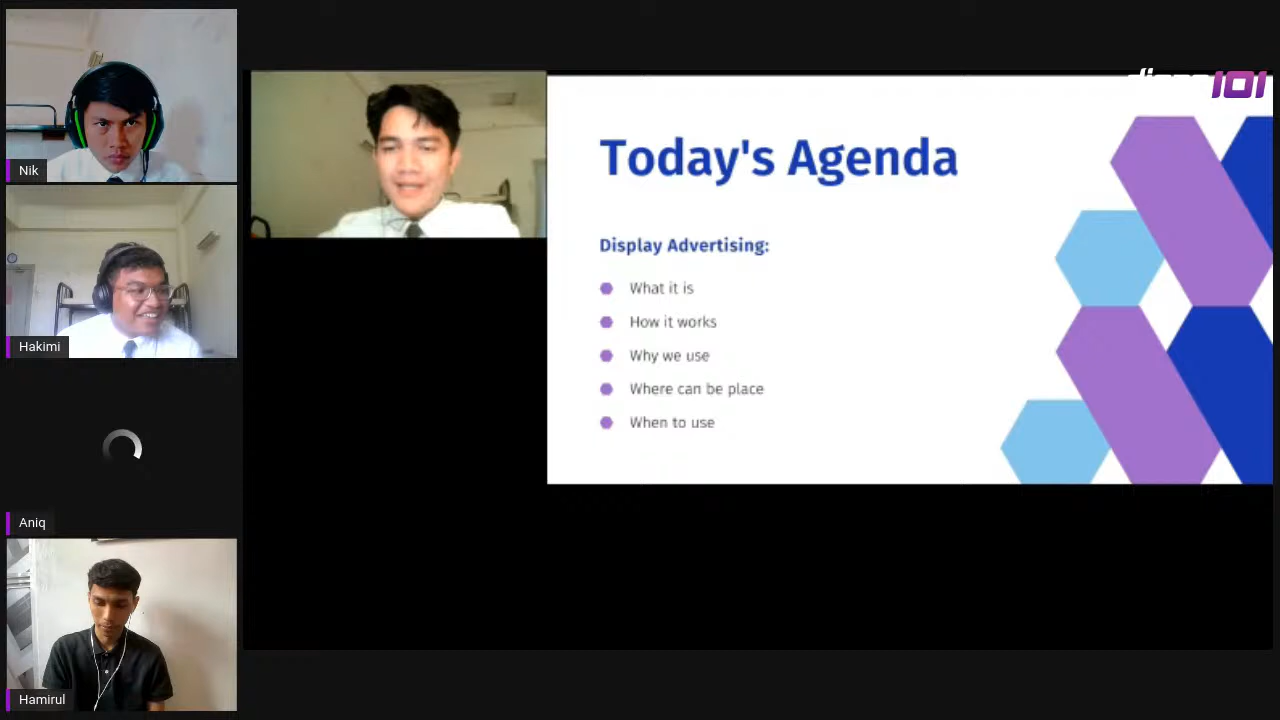 Nik
Hakimi
Aniq
Hamirul
101
Today's Agenda
Display Advertising:
What it is
How it works
Why we use
Where can be place
When to use